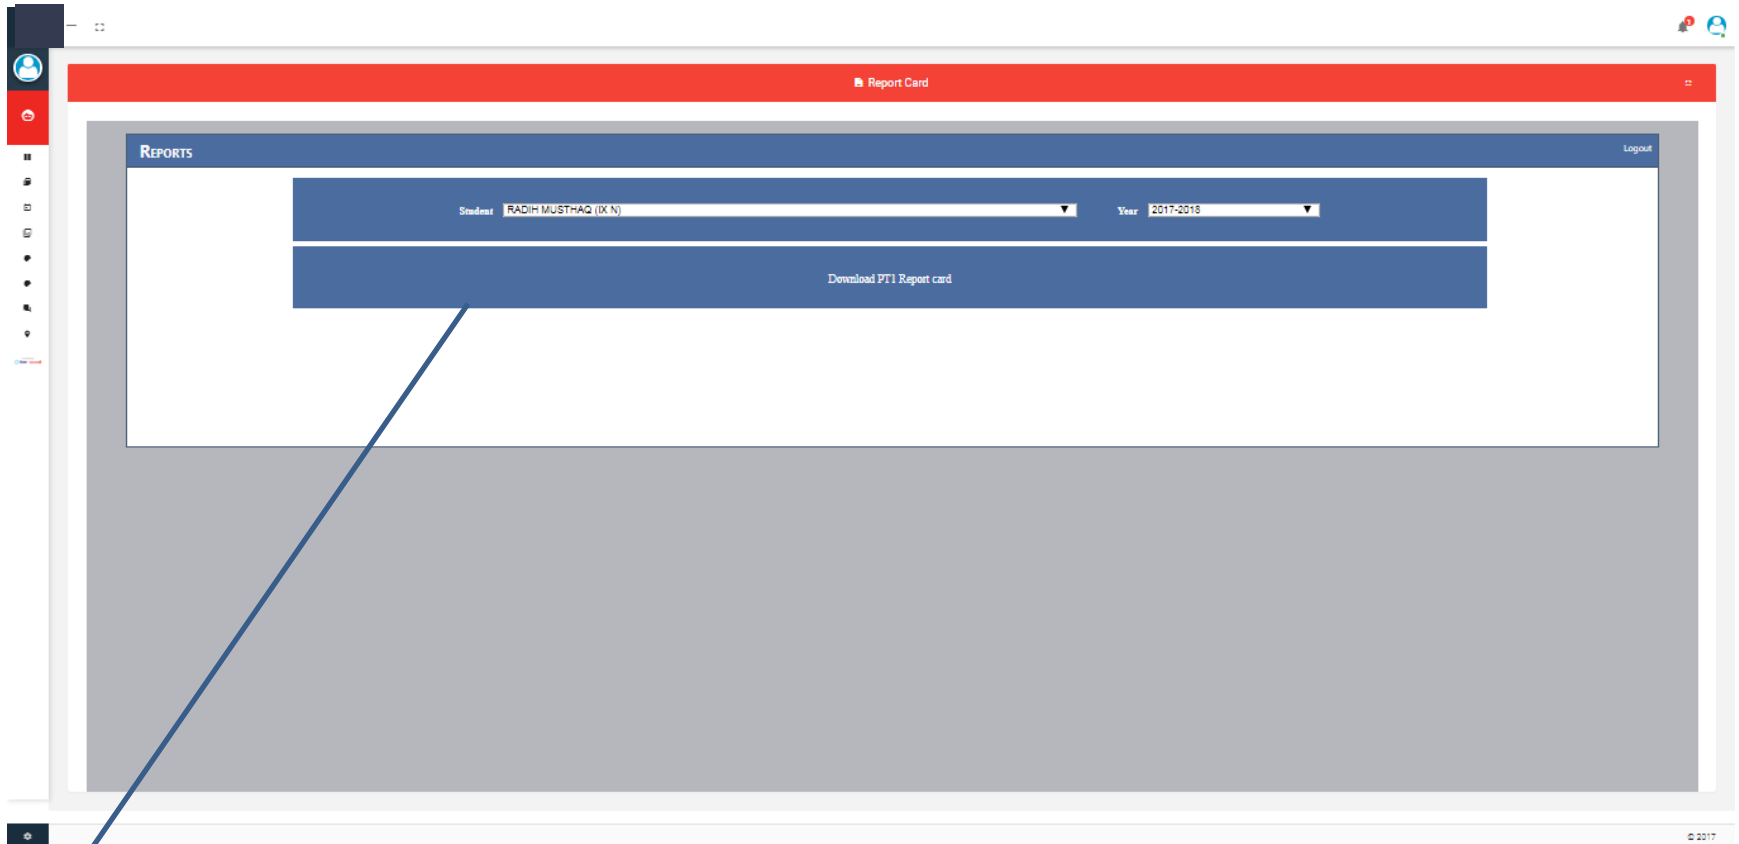 Report Card
REPORTS
Logout
Student RADIH MUSTHAQ (IX N) Year 2017-2018
Download PT1 Report card
© 2017